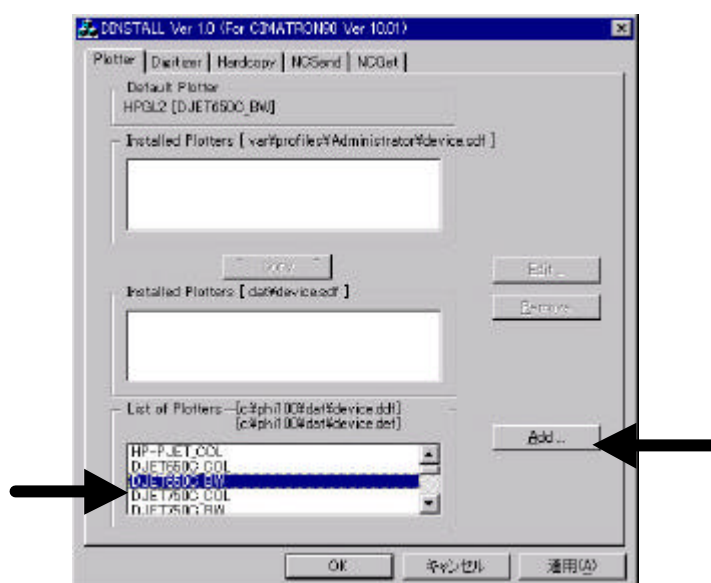 DINSTALL Ver 1.0 (For CIMATRON90 Ver 10.01)
Plotter Digitizer Hardcopy NCSend NCGet
Default Plotter
HPGL2 [DJET650C_BW]
Installed Plotters [ var¥profiles¥Administrator¥device.sdf ]
Copy
Edit...
Installed Plotters [ dat¥device.sdf ]
Remove
List of Plotters [c:¥phi100¥dat¥device.ddf]
[c:¥phi100¥dat¥device.def]
Add...
HP-PJET_COL
DJET650C_COL
DJET650C_BW
DJET750C_COL
DJET750C_BW
OK キャンセル 適用(A)